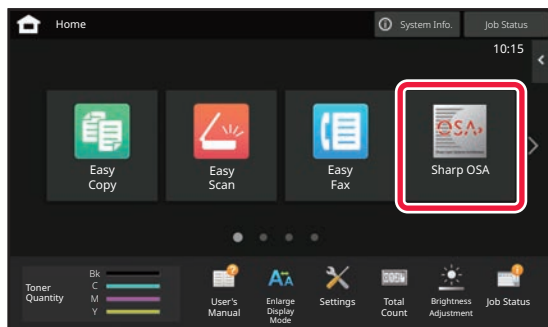 Home
System Info.
Job Status
10:15
Easy
Copy
Easy
Scan
Easy
Fax
OSA
Sharp OSA
Toner
Quantity
Bk
C
M
Y
User's
Manual
Enlarge
Display
Mode
Settings
Total
Count
Brightness
Adjustment
Job Status